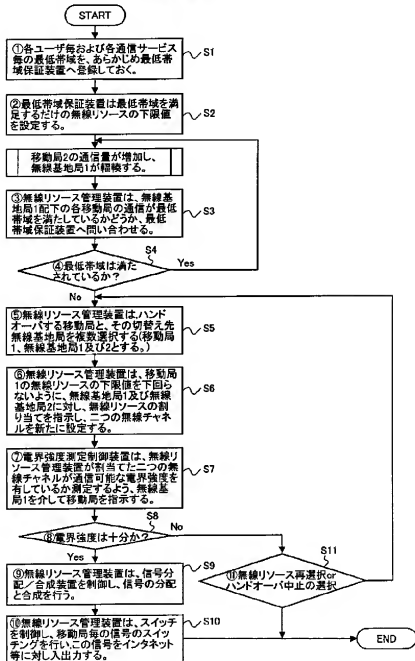 START
①各ユーザ毎および各通信サービス
毎の最低帯域を、あらかじめ最低帯
域保証装置へ登録しておく。
S1
②最低帯域保証装置は最低帯域を満
足するだけの無線リソースの下限値
を設定する。
S2
移動局2の通信量が増加し、
無線基地局1が輻輳する。
③無線リソース管理装置は、無線基
地局1配下の各移動局の通信が最低
帯域を満たしているかどうか、最低
帯域保証装置へ問い合わせる。
S3
S4
④最低帯域は満た
されているか?
Yes
No
⑤無線リソース管理装置は、ハンド
オーバする移動局と、その切替え先
無線基地局を複数選択する(移動局
1、無線基地局1及び2とする。)
S5
⑥無線リソース管理装置は、移動局
1の無線リソースの下限値を下回ら
ないように、無線基地局1及び無線
基地局2に対し、無線リソースの割
り当てを指示し、二つの無線チャネ
ルを新たに設定する。
S6
⑦電界強度測定制御装置は、無線リ
ソース管理装置が割当てた二つの無
線チャネルが通信可能な電界強度を
有しているか測定するよう、無線基
局1を介して移動局を指示する。
S7
S8
⑧電界強度は十分か?
No
Yes
S9
⑨無線リソース管理装置は、信号分
配/合成装置を制御し、信号の分配
と合成を行う。
S11
⑪無線リソース再選択or
ハンドオーバ中止の選択
⑩無線リソース管理装置は、スイッチ
を制御し、移動局毎の信号のスイッ
チングを行い、この信号をインタネット
等に対し入出力する。
S10
END